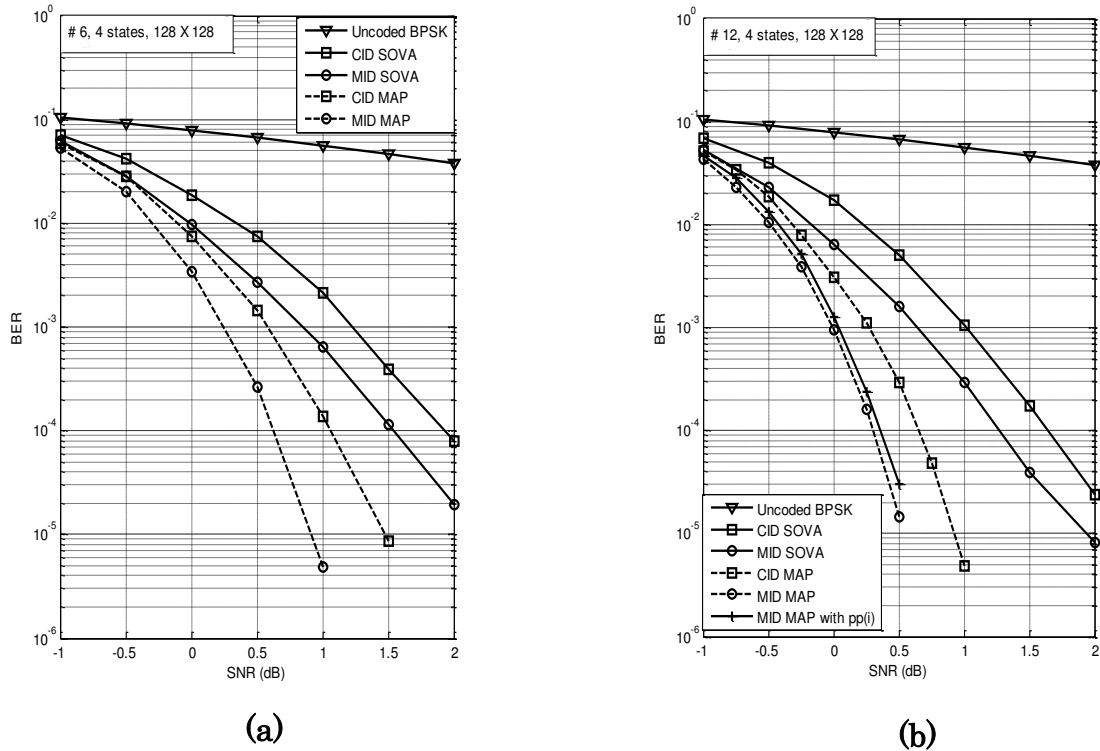 # 6, 4 states, 128 X 128
Uncoded BPSK
CID SOVA
MID SOVA
CID MAP
MID MAP
10^0
10^-1
10^-2
10^-3
10^-4
10^-5
10^-6
BER
-1 -0.5 0 0.5 1 1.5 2
SNR (dB)
(a)
# 12, 4 states, 128 X 128
10^0
10^-1
10^-2
10^-3
10^-4
10^-5
10^-6
BER
Uncoded BPSK
CID SOVA
MID SOVA
CID MAP
MID MAP
MID MAP with pp(i)
-1 -0.5 0 0.5 1 1.5 2
SNR (dB)
(b)